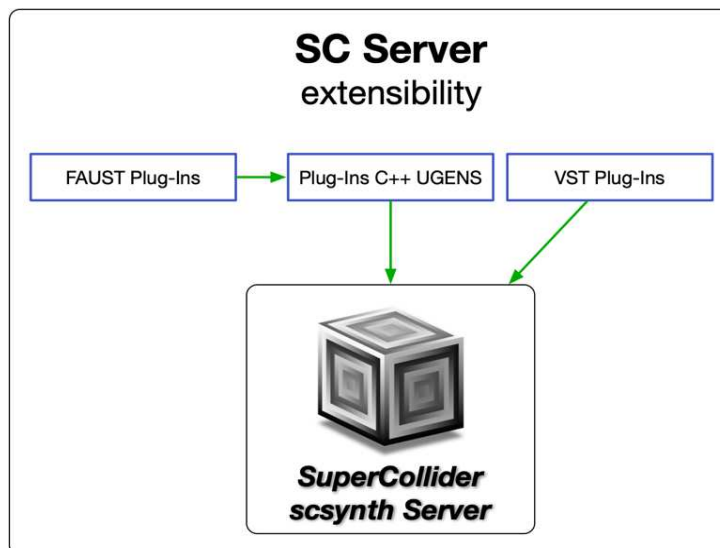 SC Server
extensibility
FAUST Plug-Ins
Plug-Ins C++ UGENS
VST Plug-Ins
SuperCollider
scsynth Server